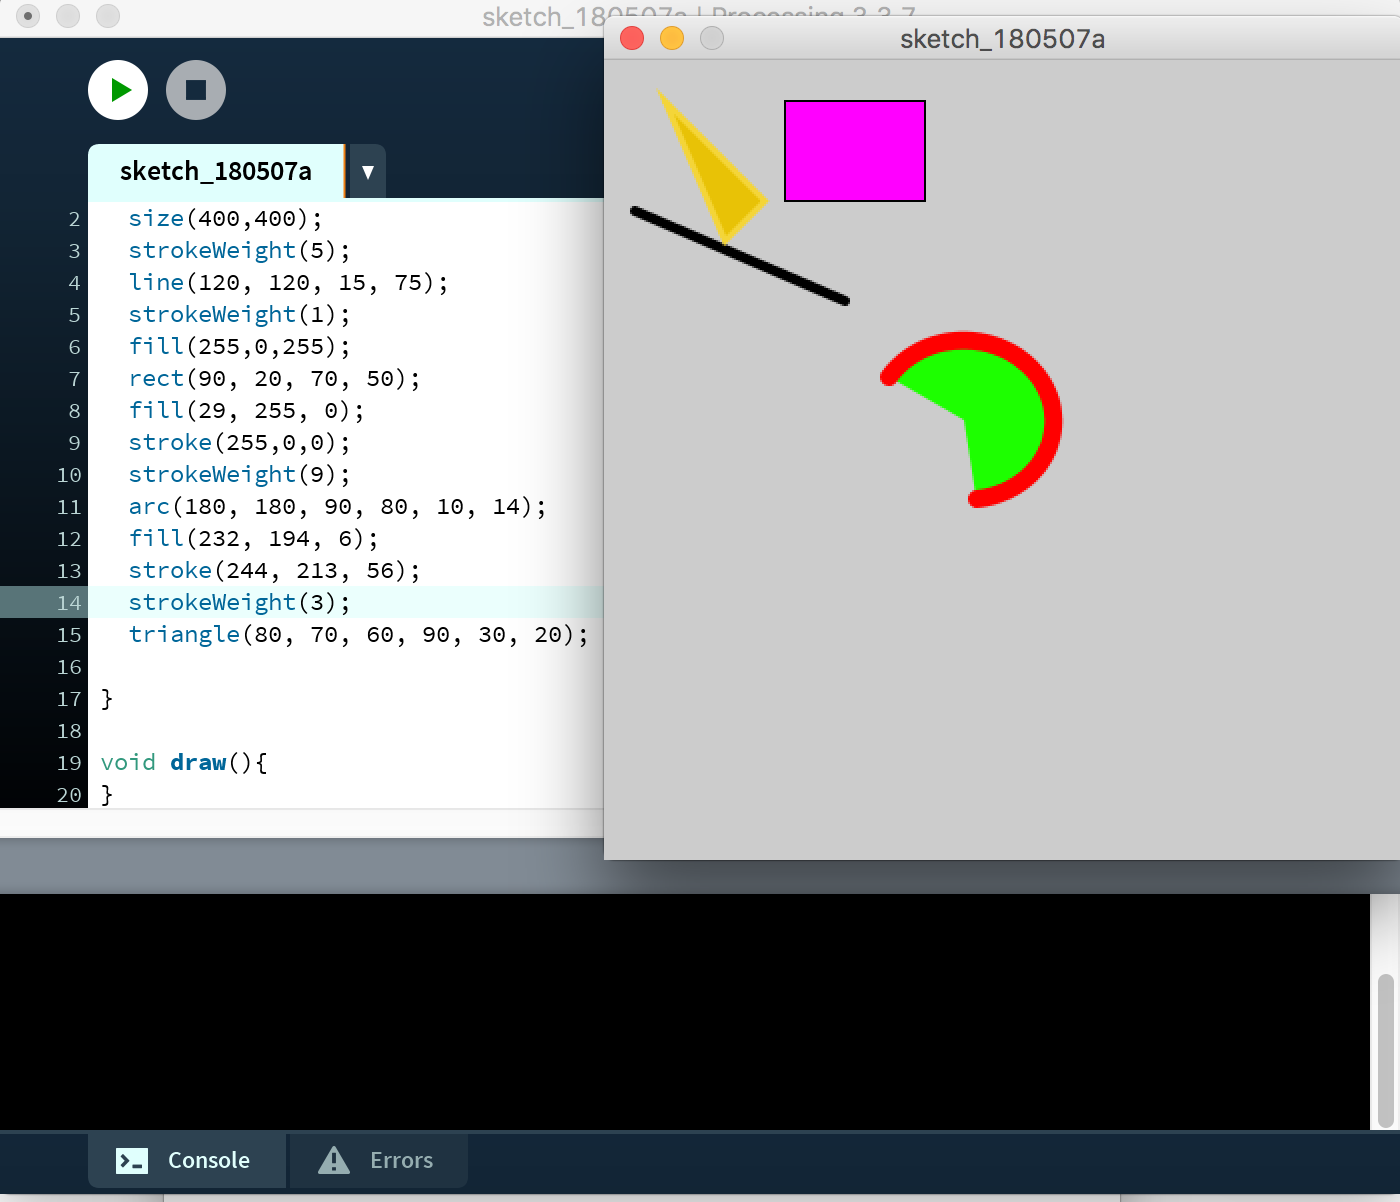 sketch_180507a | Processing 3.3.7
sketch_180507a
sketch_180507a ▼
2 size(400,400);
3 strokeWeight(5);
4 line(120, 120, 15, 75);
5 strokeWeight(1);
6 fill(255,0,255);
7 rect(90, 20, 70, 50);
8 fill(29, 255, 0);
9 stroke(255,0,0);
10 strokeWeight(9);
11 arc(180, 180, 90, 80, 10, 14);
12 fill(232, 194, 6);
13 stroke(244, 213, 56);
14 strokeWeight(3);
15 triangle(80, 70, 60, 90, 30, 20);
16
17 }
18
19 void draw(){
20 }
Console
Errors